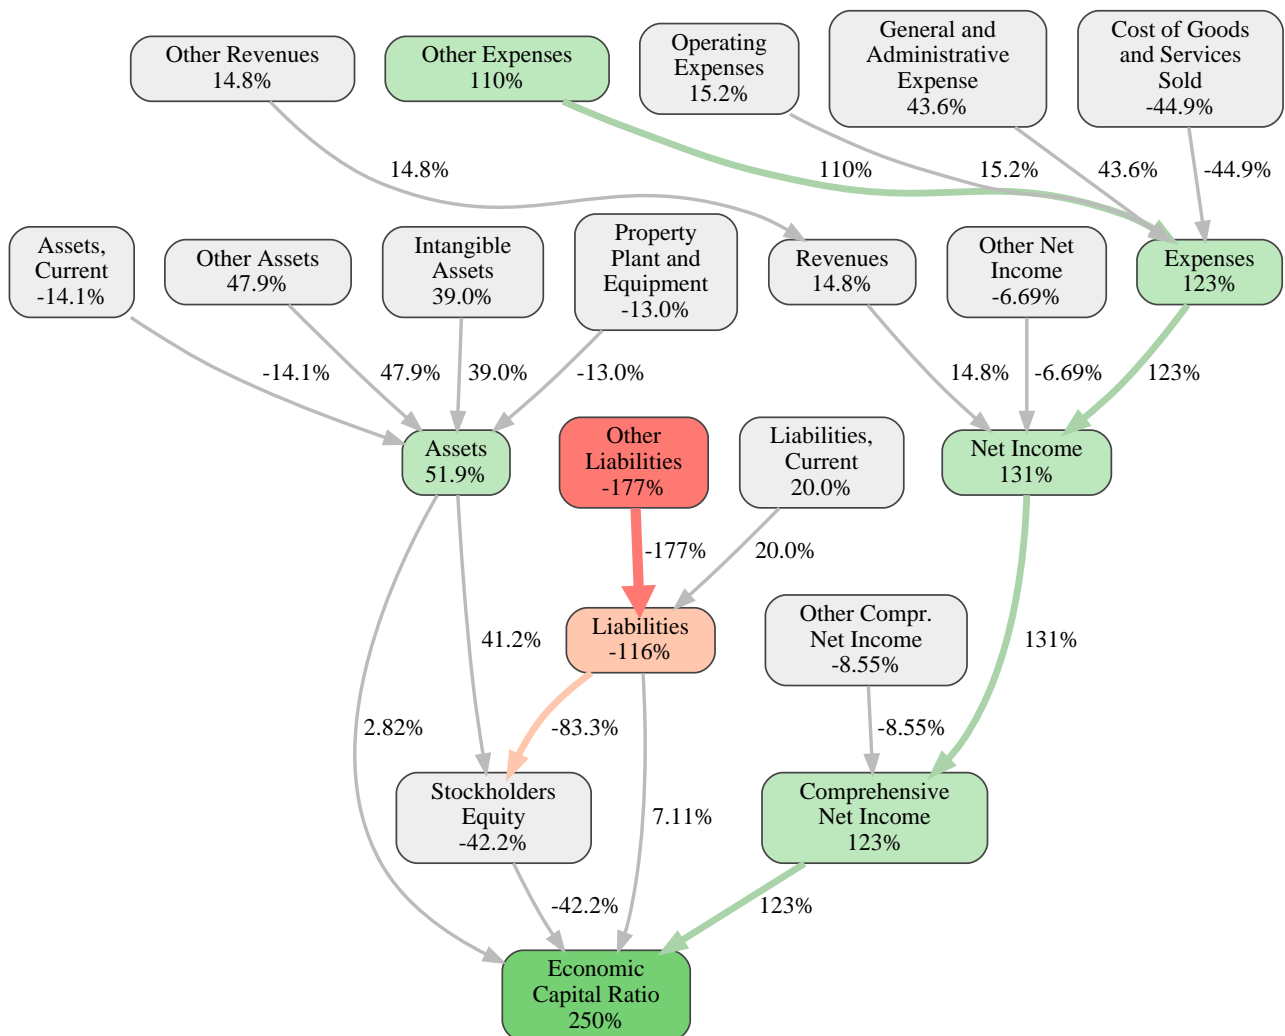 Other Revenues
14.8%
Other Expenses
110%
Operating
Expenses
15.2%
General and
Administrative
Expense
43.6%
Cost of Goods
and Services
Sold
-44.9%
14.8%
110%
15.2%
43.6%
-44.9%
Assets,
Current
-14.1%
Other Assets
47.9%
Intangible
Assets
39.0%
Property
Plant and
Equipment
-13.0%
Revenues
14.8%
Other Net
Income
-6.69%
Expenses
123%
-14.1%
47.9%
39.0%
-13.0%
14.8%
-6.69%
123%
Assets
51.9%
Other
Liabilities
-177%
Liabilities,
Current
20.0%
Net Income
131%
-177%
20.0%
41.2%
Liabilities
-116%
Other Compr.
Net Income
-8.55%
131%
2.82%
-83.3%
7.11%
-8.55%
Stockholders
Equity
-42.2%
Comprehensive
Net Income
123%
-42.2%
123%
Economic
Capital Ratio
250%